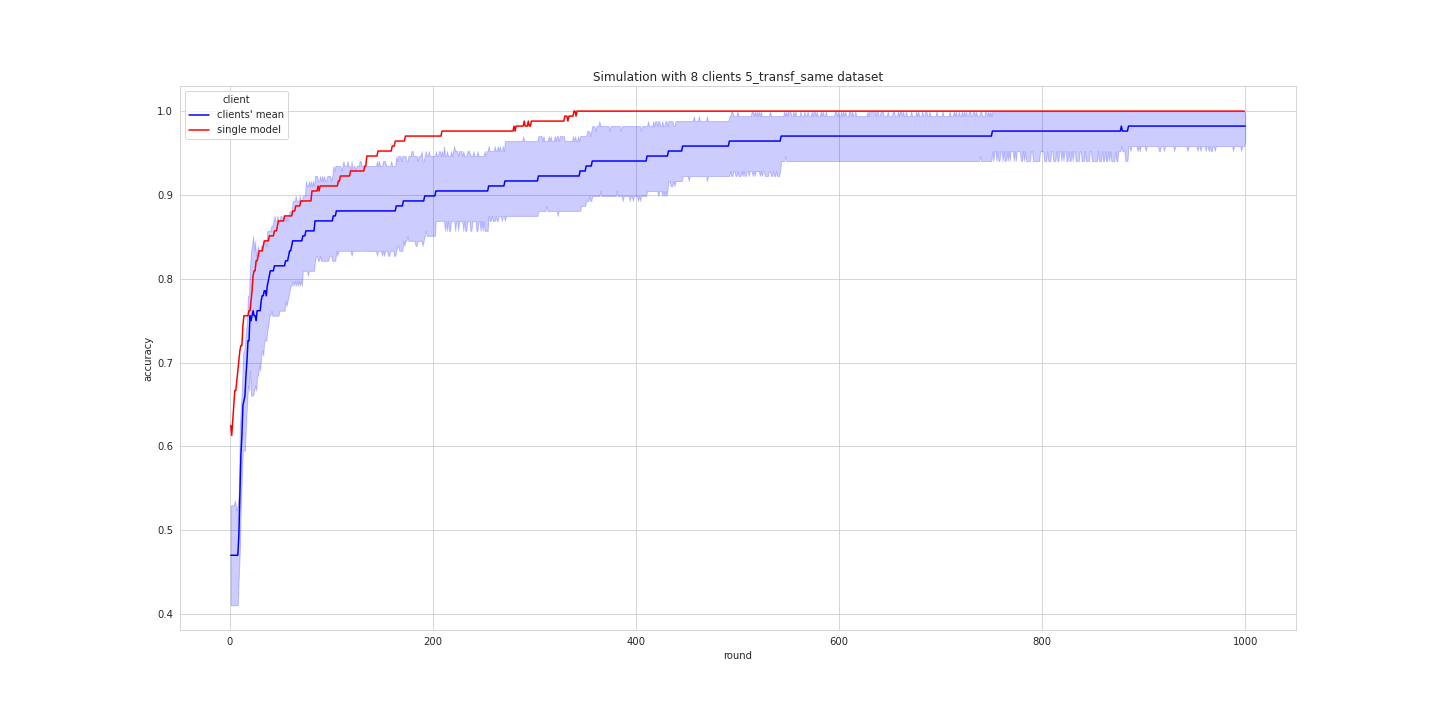 Simulation with 8 clients 5_transf_same dataset
client
clients' mean
single model
1.0
0.9
0.8
0.7
0.6
0.5
0.4
accuracy
0 200 400 600 800 1000
round